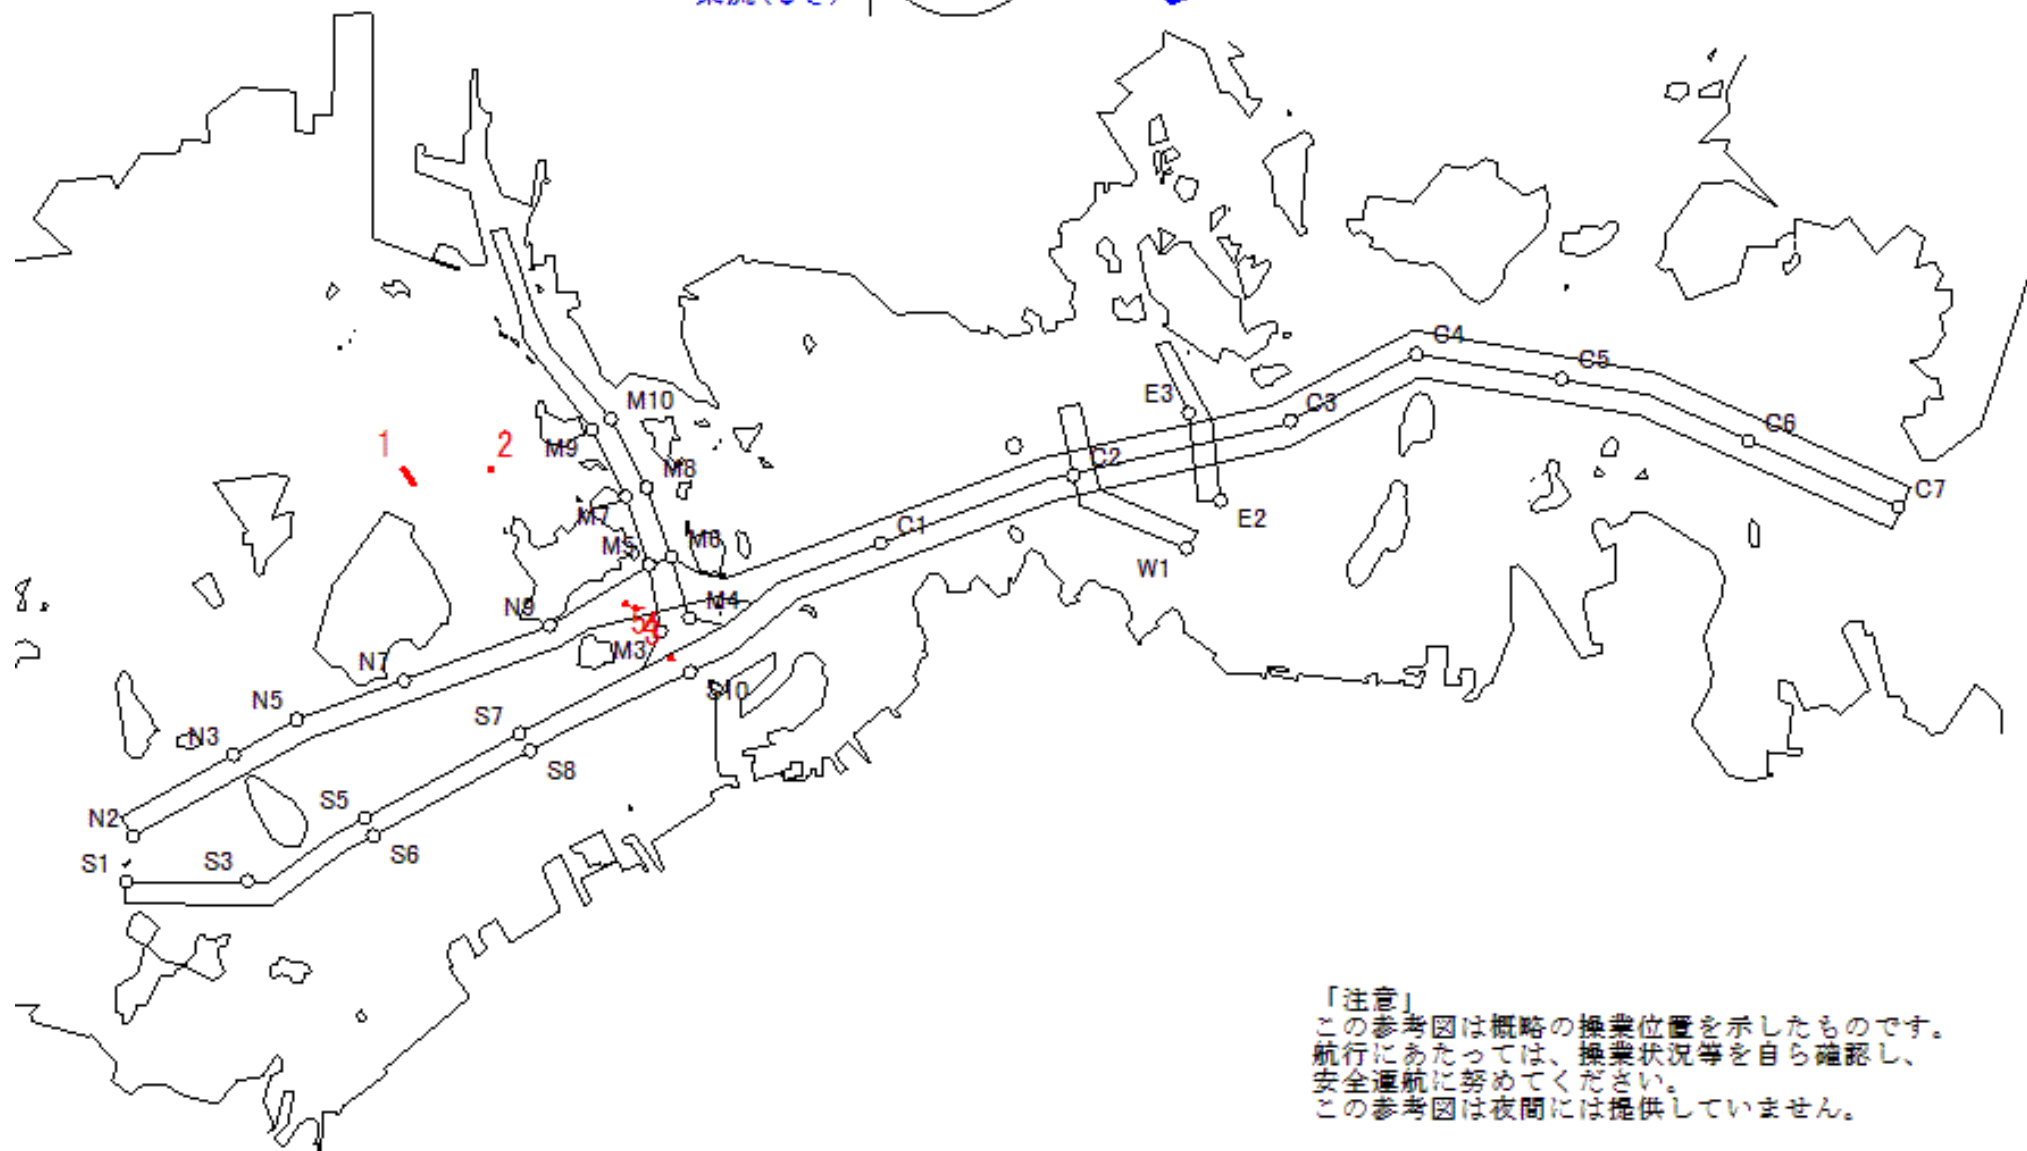 C4
C5
M10
E3
C3
1
2
M9
C6
M8
C2
C7
M7
E2
C1
M5
M6
W1
N9
M4
M3
N7
S10
N5
S7
N3
S8
S5
N2
S6
S1
S3
「注意」
この参考図は概略の操業位置を示したものです。
航行にあたっては、操業状況等を自ら確認し、
安全運航に努めてください。
この参考図は夜間には提供していません。